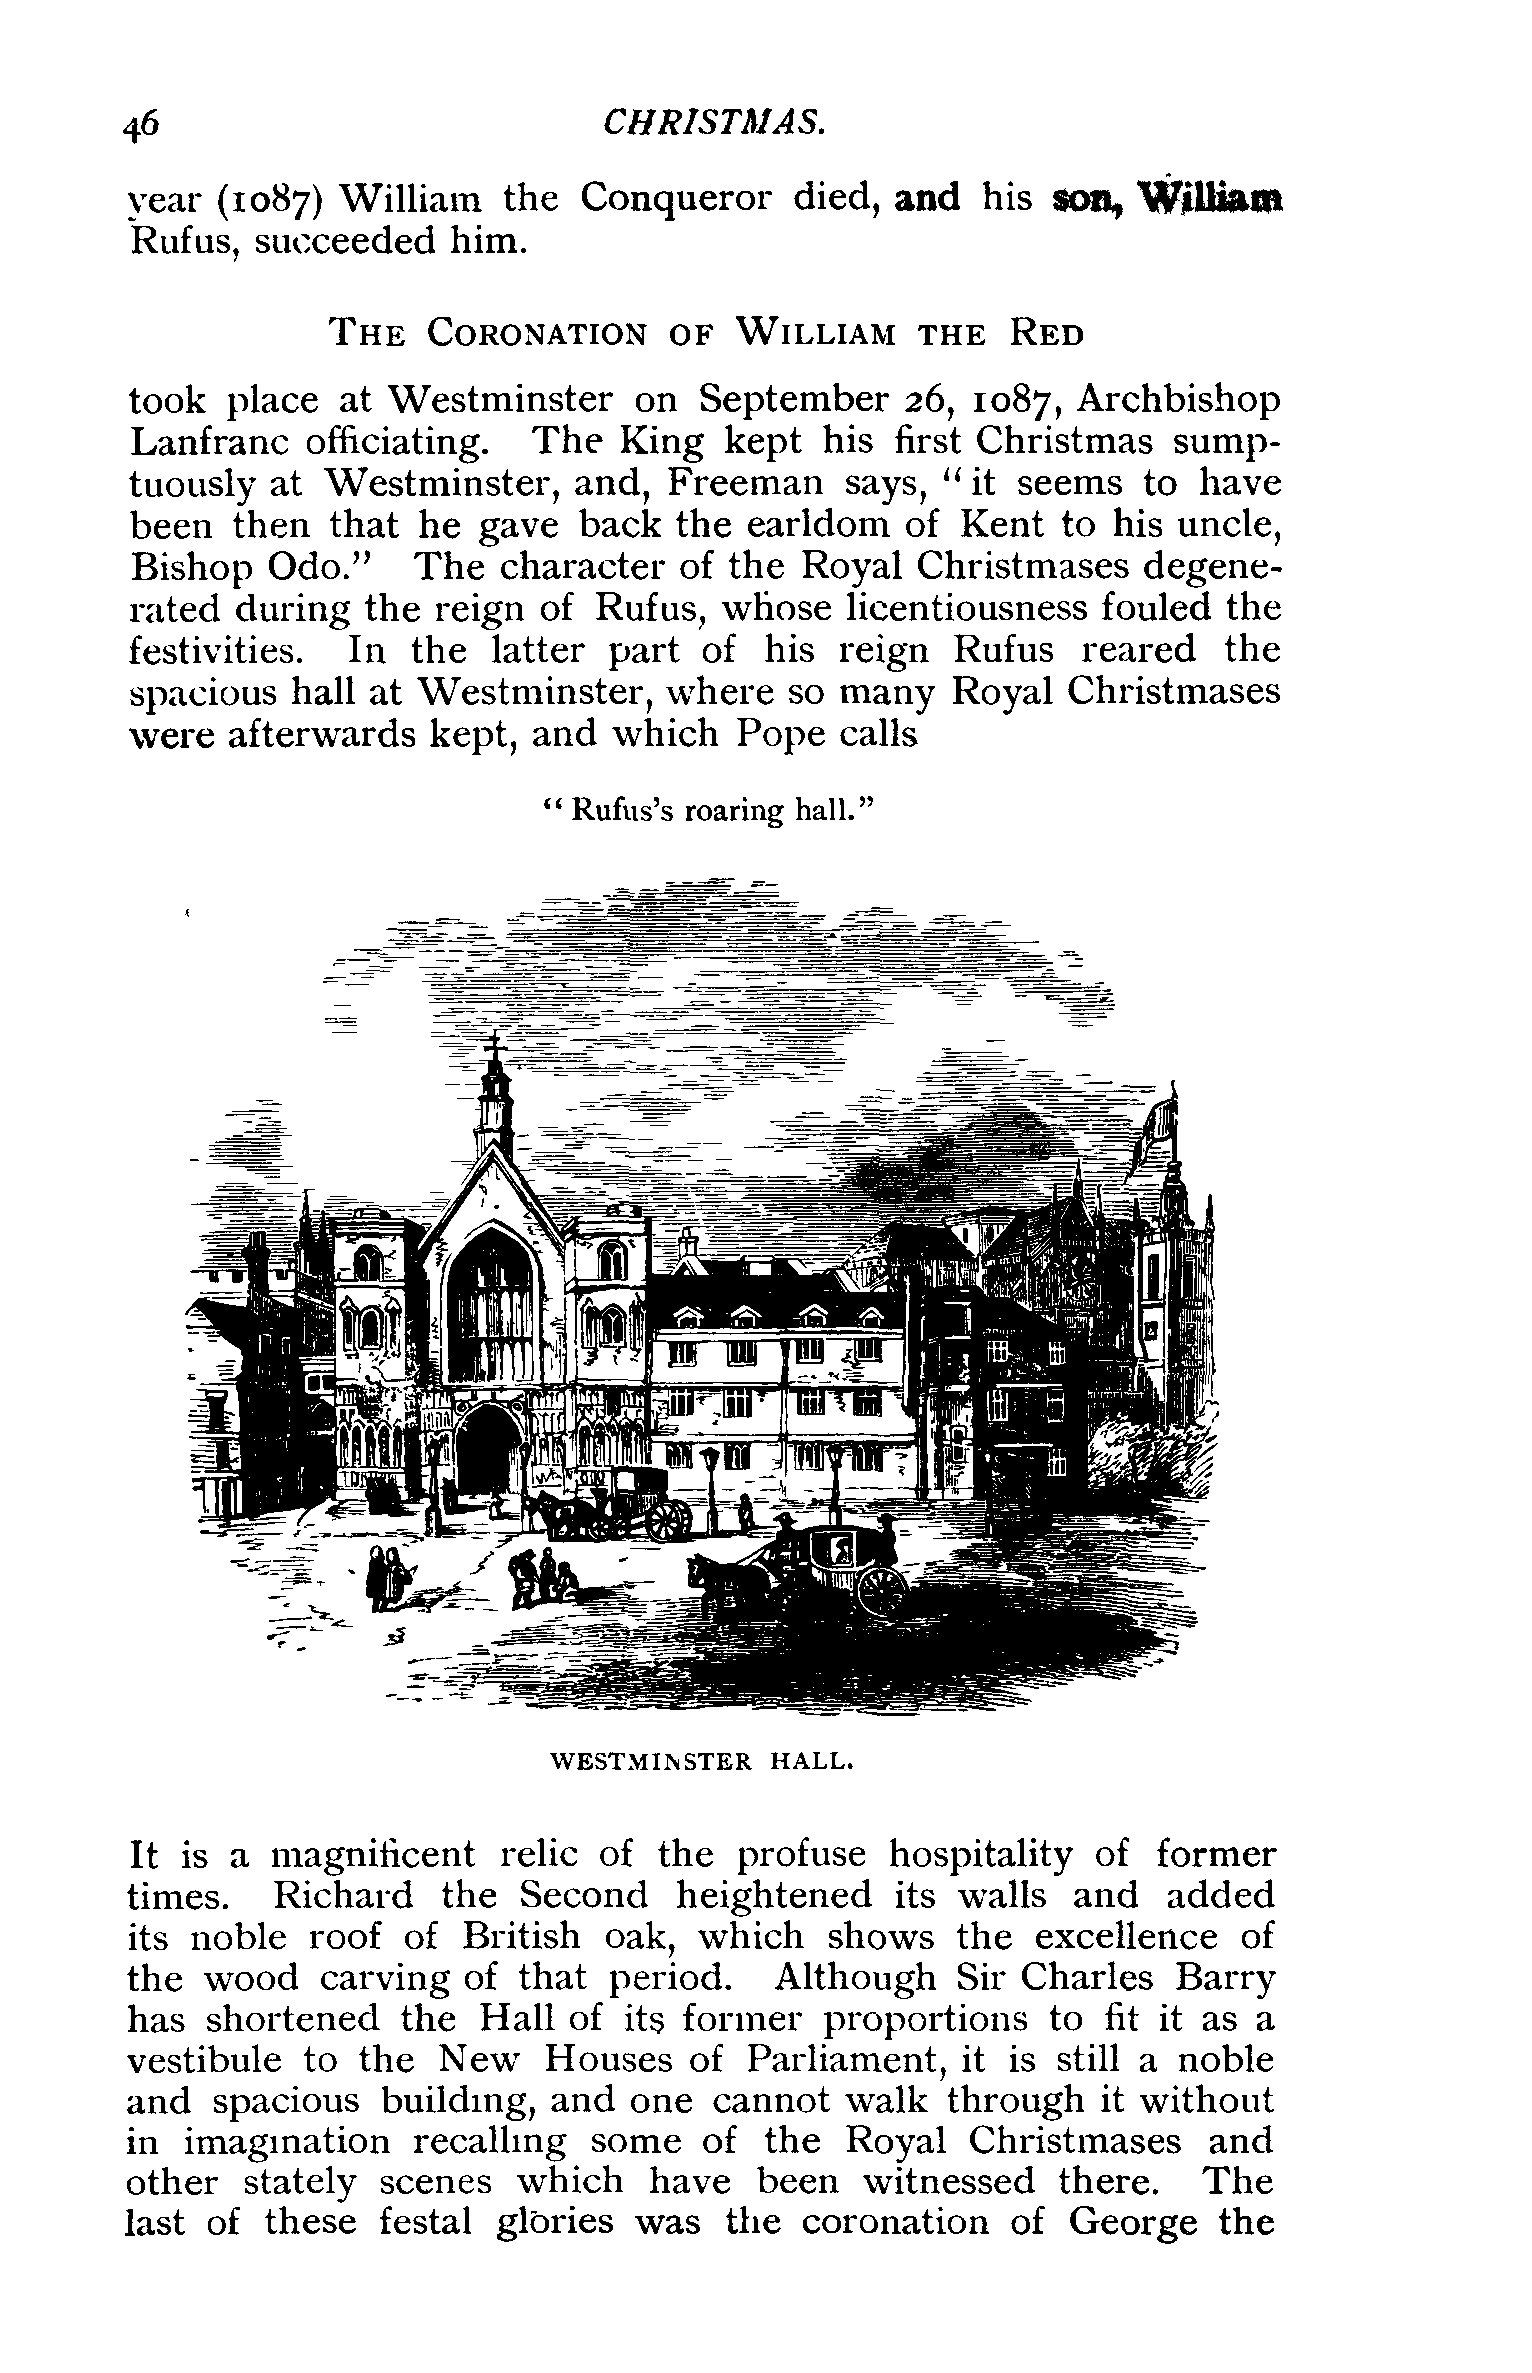 46 CHRISTMAS.
year (1087) William the Conqueror died, and his son, William
Rufus, succeeded him.
THE CORONATION OF WILLIAM THE RED
took place at Westminster on September 26, 1087, Archbishop
Lanfranc officiating. The King kept his first Christmas sump-
tuously at Westminster, and, Freeman says, “ it seems to have
been then that he gave back the earldom of Kent to his uncle,
Bishop Odo.” The character of the Royal Christmases degene-
rated during the reign of Rufus, whose licentiousness fouled the
festivities. In the latter part of his reign Rufus reared the
spacious hall at Westminster, where so many Royal Christmases
were afterwards kept, and which Pope calls
“ Rufus’s roaring hall.”
WESTMINSTER HALL.
It is a magnificent relic of the profuse hospitality of former
times. Richard the Second heightened its walls and added
its noble roof of British oak, which shows the excellence of
the wood carving of that period. Although Sir Charles Barry
has shortened the Hall of its former proportions to fit it as a
vestibule to the New Houses of Parliament, it is still a noble
and spacious building, and one cannot walk through it without
in imagination recalling some of the Royal Christmases and
other stately scenes which have been witnessed there. The
last of these festal glories was the coronation of George the